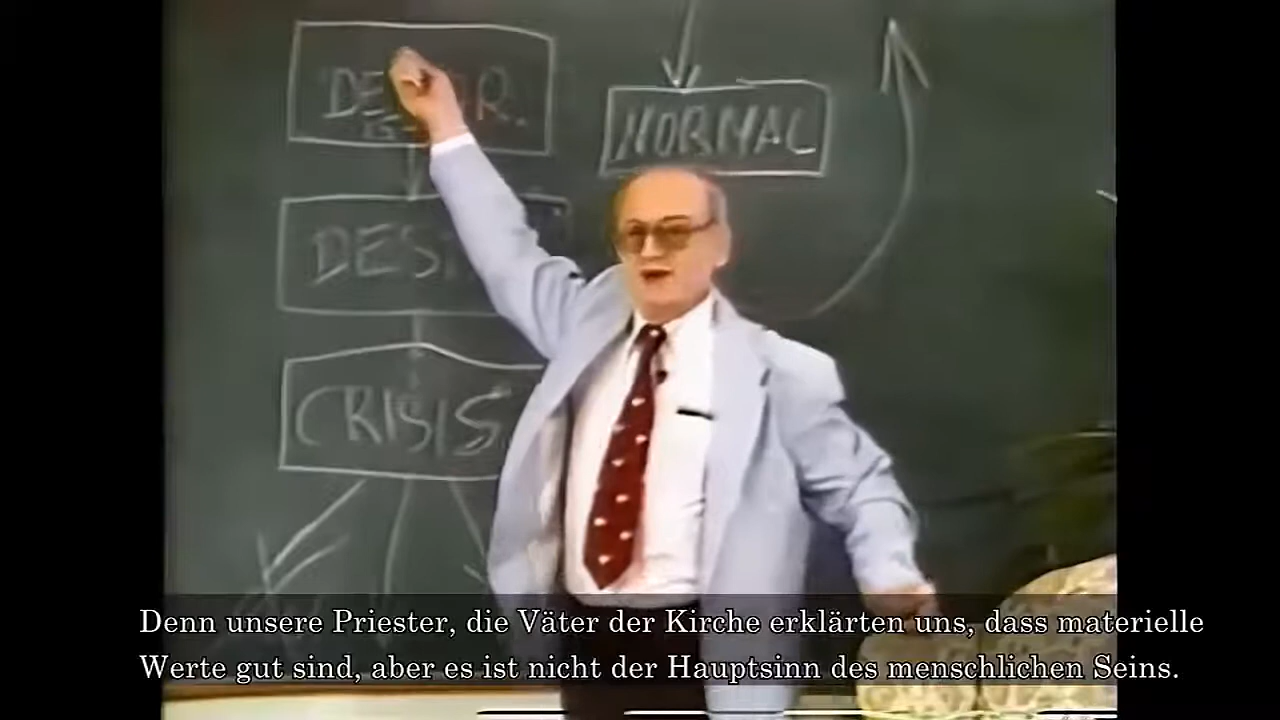 NORMAL
CRISIS
Denn unsere Priester, die Väter der Kirche erklärten uns, dass materielle
Werte gut sind, aber es ist nicht der Hauptsinn des menschlichen Seins.